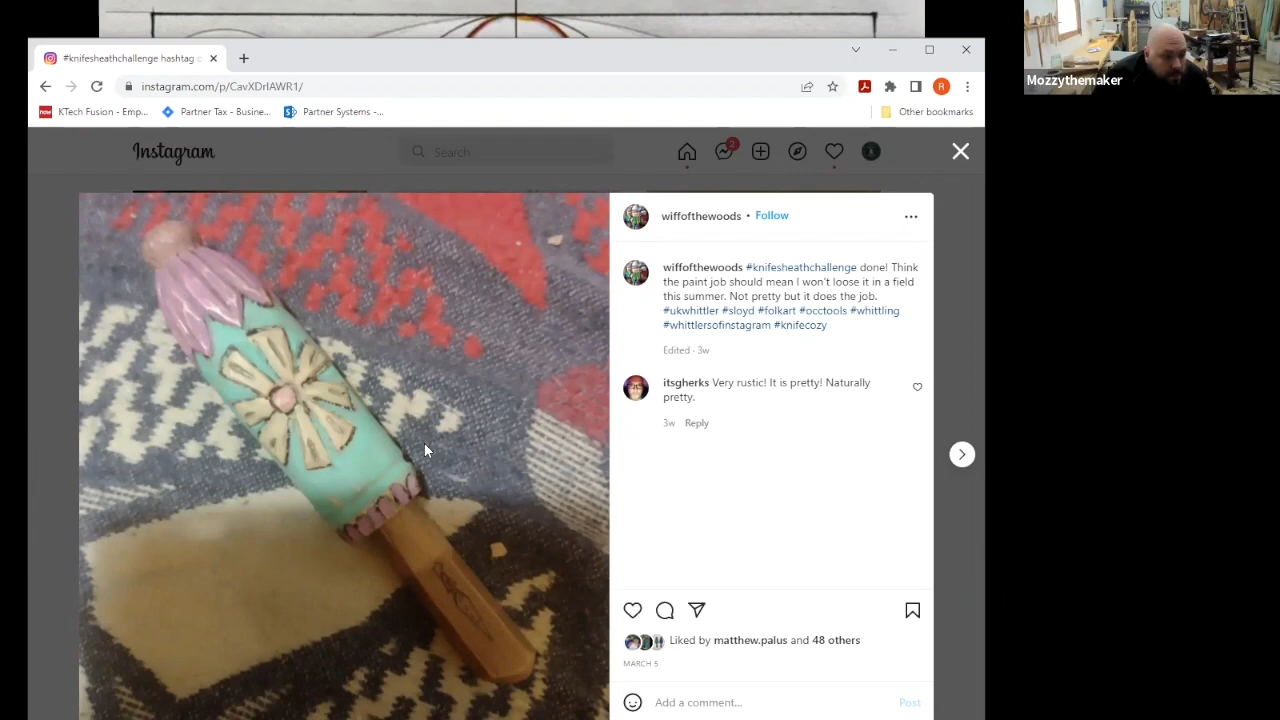 #knifesheathchallenge hashtag c
instagram.com/p/CavXDrIAWR1/
now KTech Fusion - Emp...
Partner Tax - Busine...
Partner Systems -...
Other bookmarks
R
Mozzythemaker
Instagram
Search
2
wiffofthewoods • Follow
wiffofthewoods #knifesheathchallenge done! Think
the paint job should mean I won't loose it in a field
this summer. Not pretty but it does the job.
#ukwhittler #sloyd #folkart #occtools #whittling
#whittlersofinstagram #knifecozy
Edited · 3w
itsgherks Very rustic! It is pretty! Naturally
pretty.
3w Reply
Liked by matthew.palus and 48 others
MARCH 5
Add a comment...
Post